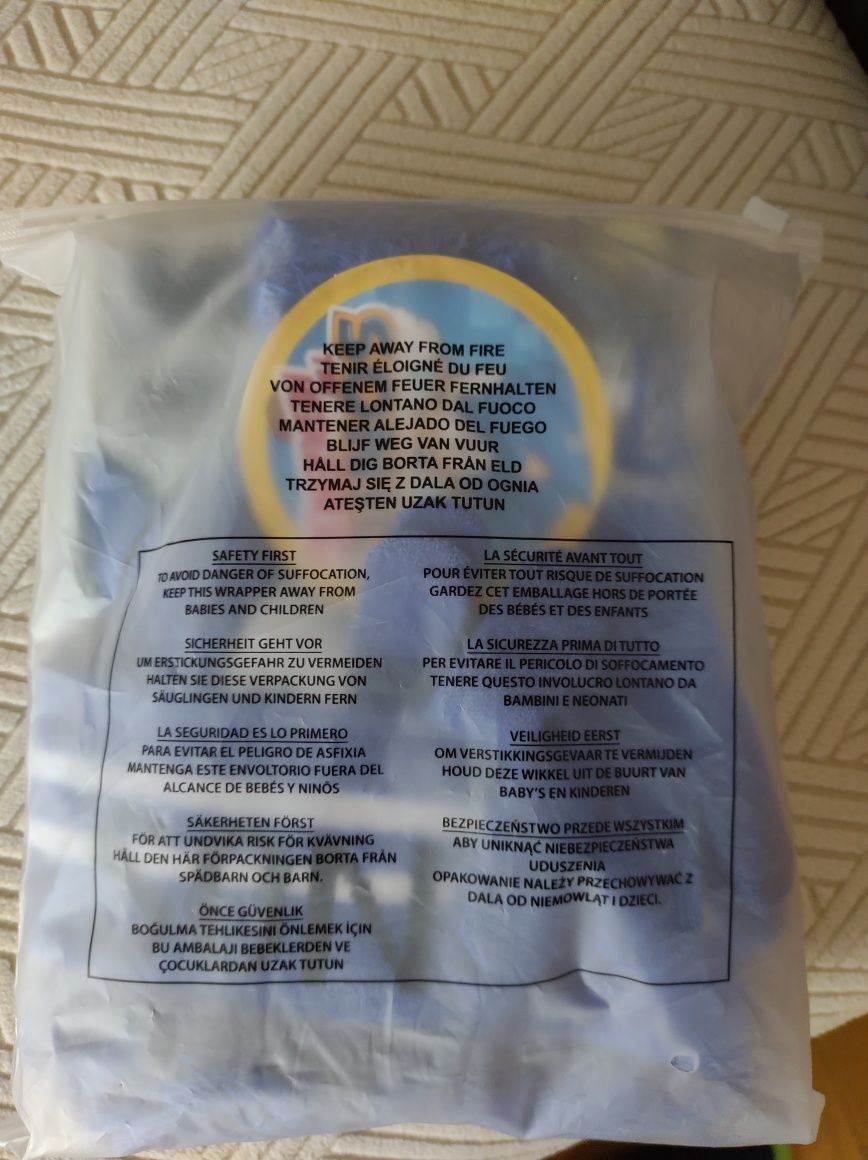 KEEP AWAY FROM FIRE
TENIR ÉLOIGNÉ DU FEU
VON OFFENEM FEUER FERNHALTEN
TENERE LONTANO DAL FUOCO
MANTENER ALEJADO DEL FUEGO
BLIJF WEG VAN VUUR
HÅLL DIG BORTA FRÅN ELD
TRZYMAJ SIĘ Z DALA OD OGNIA
ATEŞTEN UZAK TUTUN
SAFETY FIRST
TO AVOID DANGER OF SUFFOCATION,
KEEP THIS WRAPPER AWAY FROM
BABIES AND CHILDREN
LA SÉCURITÉ AVANT TOUT
POUR ÉVITER TOUT RISQUE DE SUFFOCATION
GARDEZ CET EMBALLAGE HORS DE PORTÉE
DES BÉBÉS ET DES ENFANTS
SICHERHEIT GEHT VOR
UM ERSTICKUNGSGEFAHR ZU VERMEIDEN
HALTEN SIE DIESE VERPACKUNG VON
SÄUGLINGEN UND KINDERN FERN
LA SICUREZZA PRIMA DI TUTTO
PER EVITARE IL PERICOLO DI SOFFOCAMENTO
TENERE QUESTO INVOLUCRO LONTANO DA
BAMBINI E NEONATI
LA SEGURIDAD ES LO PRIMERO
PARA EVITAR EL PELIGRO DE ASFIXIA
MANTENGA ESTE ENVOLTORIO FUERA DEL
ALCANCE DE BEBÉS Y NINÕS
VEILIGHEID EERST
OM VERSTIKKINGSGEVAAR TE VERMIJDEN
HOUD DEZE WIKKEL UIT DE BUURT VAN
BABY'S EN KINDEREN
SÄKERHETEN FÖRST
FÖR ATT UNDVIKA RISK FÖR KVÄVNING
HÅLL DEN HÄR FÖRPACKNINGEN BORTA FRÅN
SPÄDBARN OCH BARN.
BEZPIECZEŃSTWO PRZEDE WSZYSTKIM
ABY UNIKNĄĆ NIEBEZPIECZEŃSTWA
UDUSZENIA
OPAKOWANIE NALEŻY PRZECHOWYWAĆ Z
DALA OD NIEMOWLĄT I DZIECI.
ÖNCE GÜVENLIK
BOĞULMA TEHLIKESINI ÖNLEMEK İÇIN
BU AMBALAJI BEBEKLERDEN VE
ÇOCUKLARDAN UZAK TUTUN